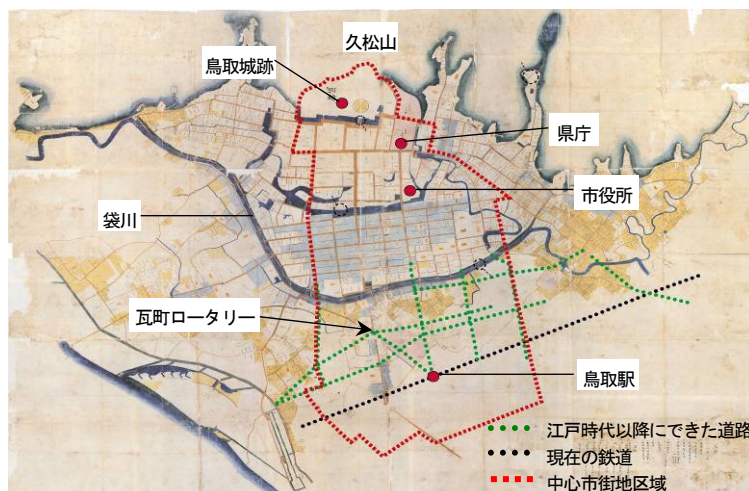 久松山
鳥取城跡
県庁
市役所
袋川
瓦町ロータリー
鳥取駅
江戸時代以降にできた道路
現在の鉄道
中心市街地区域